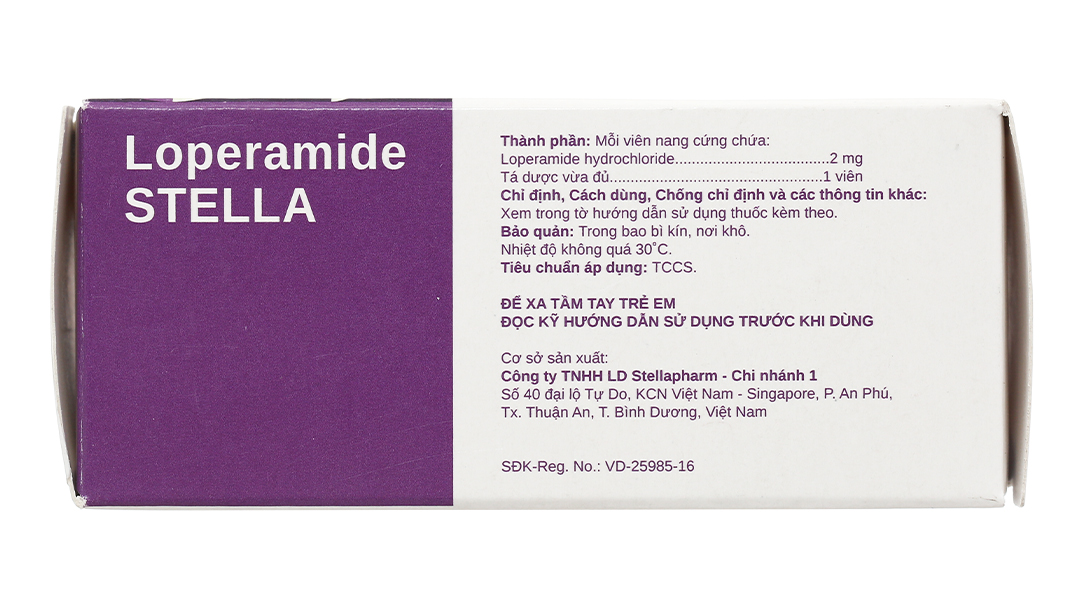 Loperamide
STELLA
Thành phần: Mỗi viên nang cứng chứa:
Loperamide hydrochloride.....................................2 mg
Tá dược vừa đủ...................................................1 viên
Chỉ định, Cách dùng, Chống chỉ định và các thông tin khác:
Xem trong tờ hướng dẫn sử dụng thuốc kèm theo.
Bảo quản: Trong bao bì kín, nơi khô.
Nhiệt độ không quá 30˚C.
Tiêu chuẩn áp dụng: TCCS.
ĐỂ XA TẦM TAY TRẺ EM
ĐỌC KỸ HƯỚNG DẪN SỬ DỤNG TRƯỚC KHI DÙNG
Cơ sở sản xuất:
Công ty TNHH LD Stellapharm - Chi nhánh 1
Số 40 đại lộ Tự Do, KCN Việt Nam - Singapore, P. An Phú,
Tx. Thuận An, T. Bình Dương, Việt Nam
SĐK-Reg. No.: VD-25985-16